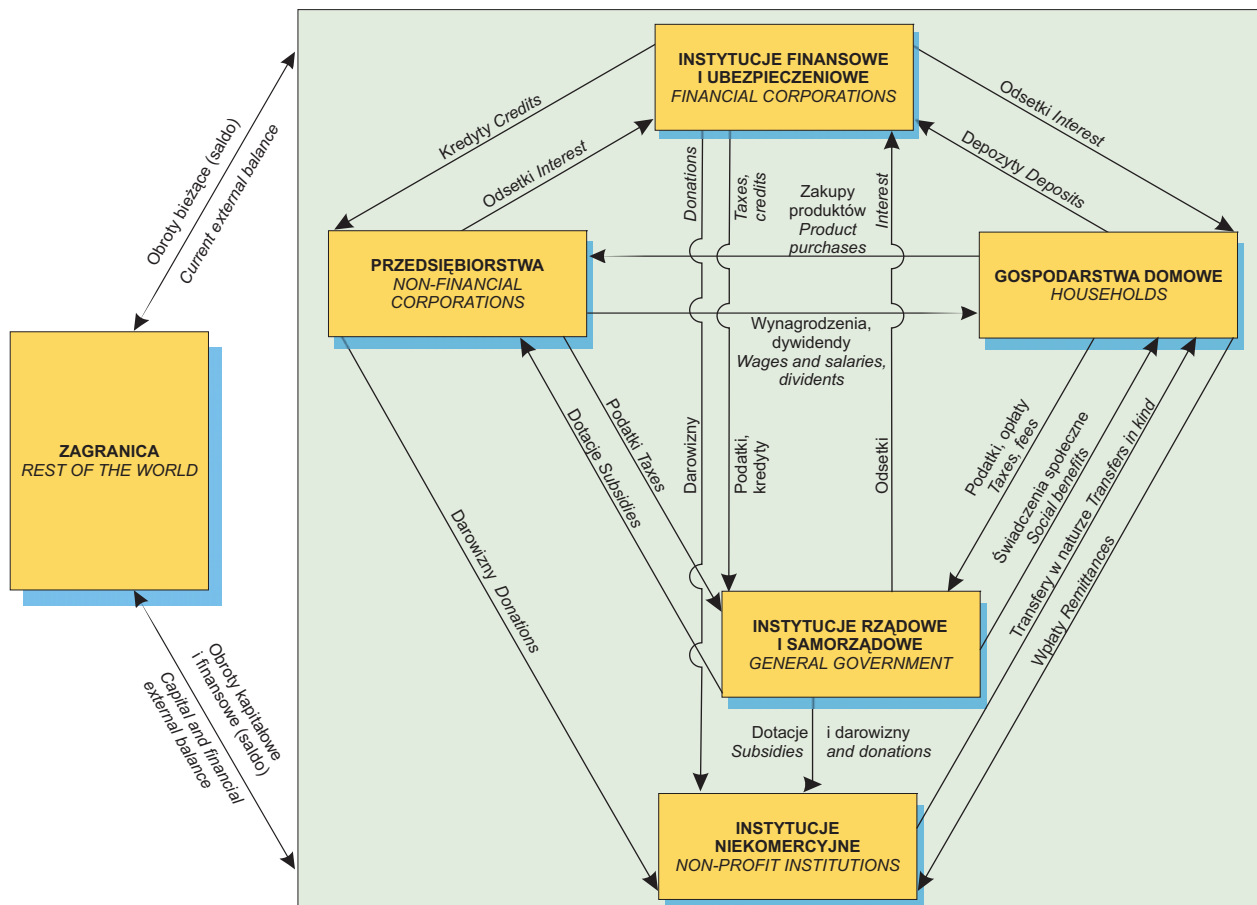 INSTYTUCJE FINANSOWE
I UBEZPIECZENIOWE
FINANCIAL CORPORATIONS
Kredyty Credits
Odsetki Interest
Odsetki Interest
Depozyty Deposits
Donations
Taxes,
credits
Zakupy
produktów
Product
purchases
Interest
Obroty bieżące (saldo)
Current external balance
PRZEDSIĘBIORSTWA
NON-FINANCIAL
CORPORATIONS
GOSPODARSTWA DOMOWE
HOUSEHOLDS
Wynagrodzenia,
dywidendy
Wages and salaries,
dividents
ZAGRANICA
REST OF THE WORLD
Darowizny Donations
Dotacje Subsidies
Podatki Taxes
Darowizny
Podatki,
kredyty
Odsetki
Podatki, opłaty
Taxes, fees
Świadczenia społeczne
Social benefits
Transfery w naturze Transfers in kind
Wpłaty Remittances
INSTYTUCJE RZĄDOWE
I SAMORZĄDOWE
GENERAL GOVERNMENT
Obroty kapitałowe
i finansowe (saldo)
Capital and financial
external balance
Dotacje i darowizny
Subsidies and donations
INSTYTUCJE
NIEKOMERCYJNE
NON-PROFIT INSTITUTIONS